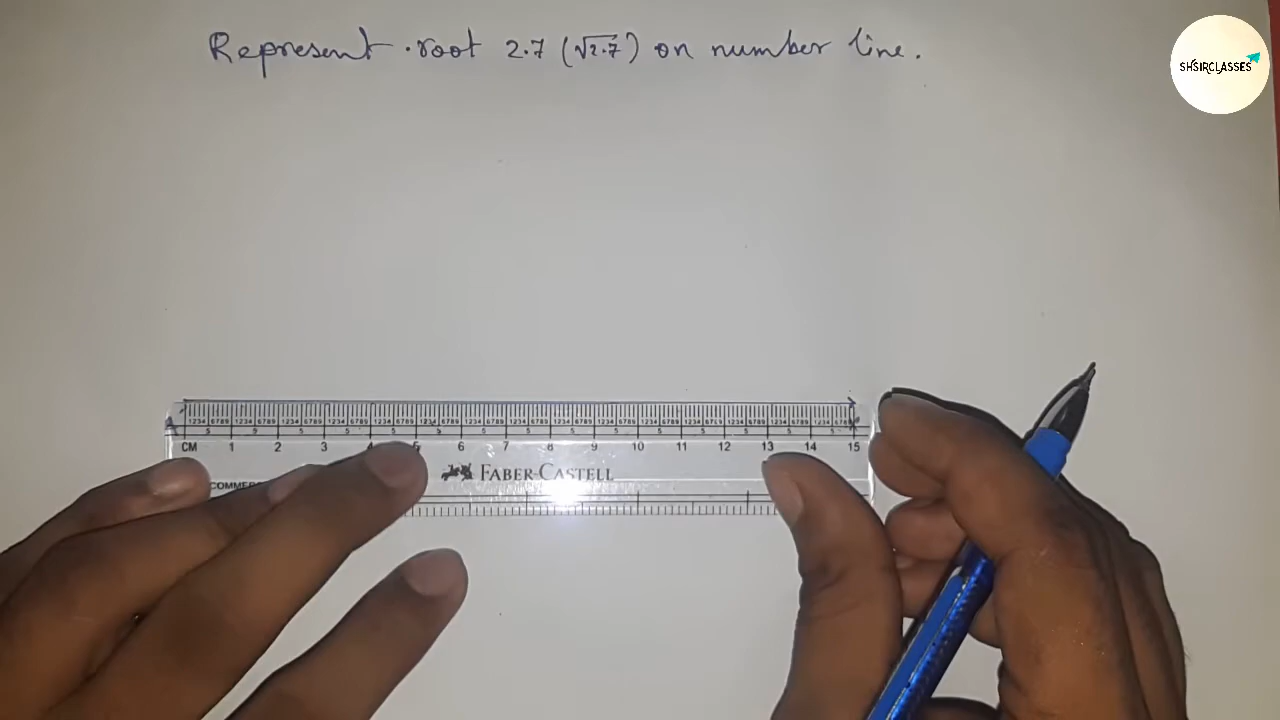 Represent root 2.7 (√2.7) on number line.
SHSIRCLASSES
CM 1 2 3 4 5 6 7 8 9 10 11 12 13 14 15
FABER-CASTELL